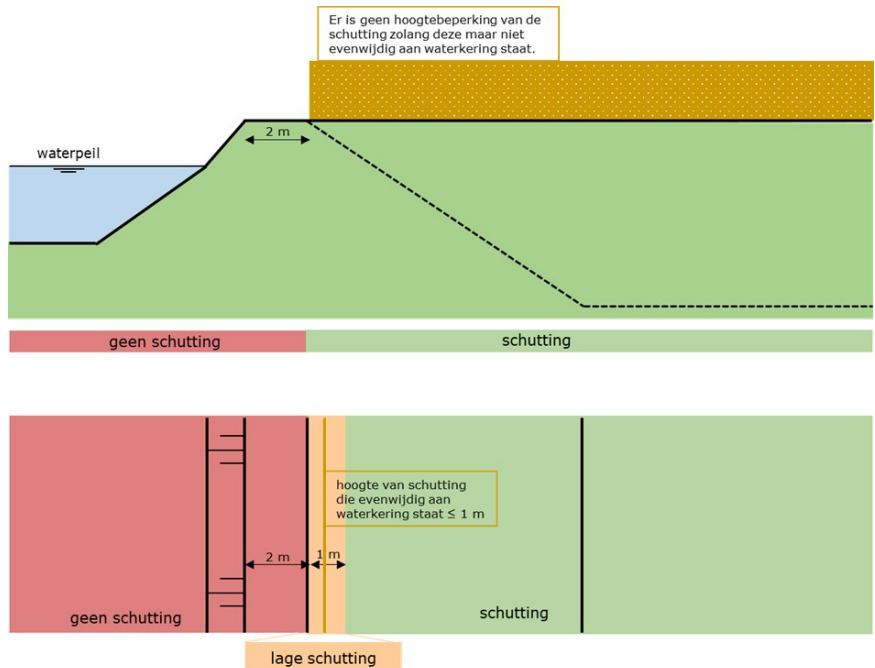 Er is geen hoogtebeperking van de
schutting zolang deze maar niet
evenwijdig aan waterkering staat.
2 m
waterpeil
geen schutting
schutting
hoogte van schutting
die evenwijdig aan
waterkering staat ≤ 1 m
2 m
1 m
geen schutting
schutting
lage schutting